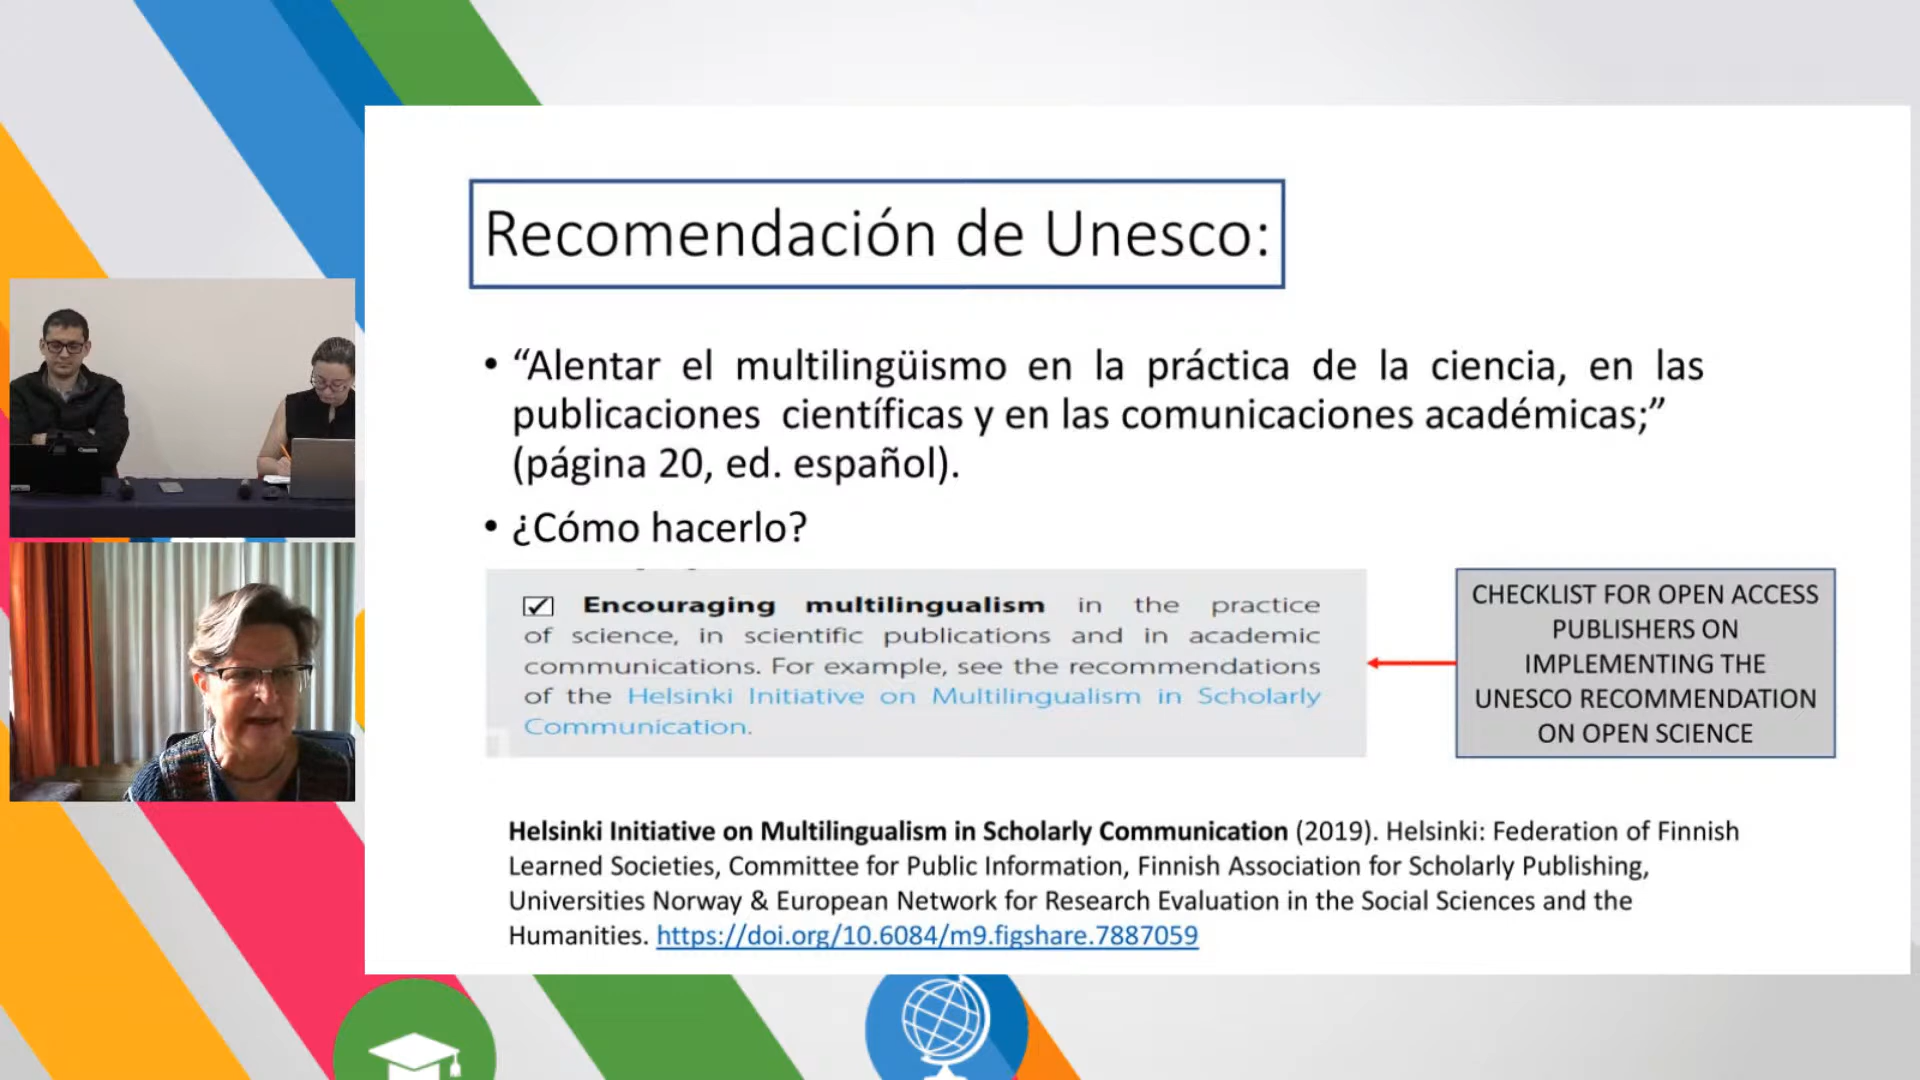 Recomendación de Unesco:
• “Alentar el multilingüismo en la práctica de la ciencia, en las
publicaciones científicas y en las comunicaciones académicas;”
(página 20, ed. español).
• ¿Cómo hacerlo?
☑ Encouraging multilingualism in the practice
of science, in scientific publications and in academic
communications. For example, see the recommendations
of the Helsinki Initiative on Multilingualism in Scholarly
Communication.
CHECKLIST FOR OPEN ACCESS
PUBLISHERS ON
IMPLEMENTING THE
UNESCO RECOMMENDATION
ON OPEN SCIENCE
Helsinki Initiative on Multilingualism in Scholarly Communication (2019). Helsinki: Federation of Finnish
Learned Societies, Committee for Public Information, Finnish Association for Scholarly Publishing,
Universities Norway & European Network for Research Evaluation in the Social Sciences and the
Humanities. https://doi.org/10.6084/m9.figshare.7887059